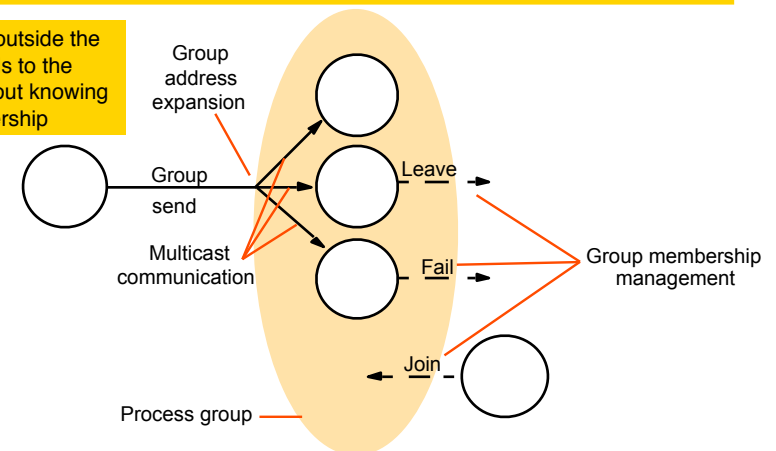 outside the
s to the
out knowing
ership
Group
address
expansion
Group
send
Multicast
communication
Leave
Fail
Join
Group membership
management
Process group